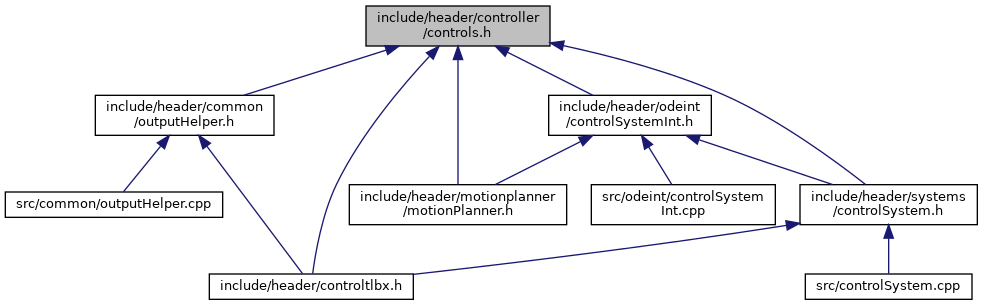 include/header/controller
/controls.h
include/header/common
/outputHelper.h
include/header/odeint
/controlSystemInt.h
src/common/outputHelper.cpp
include/header/motionplanner
/motionPlanner.h
src/odeint/controlSystem
Int.cpp
include/header/systems
/controlSystem.h
include/header/controltlbx.h
src/controlSystem.cpp